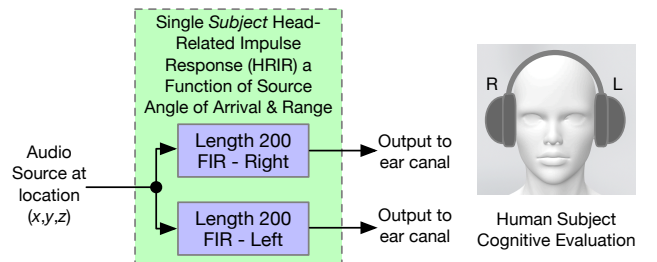 Single Subject Head-
Related Impulse
Response (HRIR) a
Function of Source
Angle of Arrival & Range
Audio
Source at
location
(x,y,z)
Length 200
FIR - Right
Output to
ear canal
Length 200
FIR - Left
Output to
ear canal
R
L
Human Subject
Cognitive Evaluation